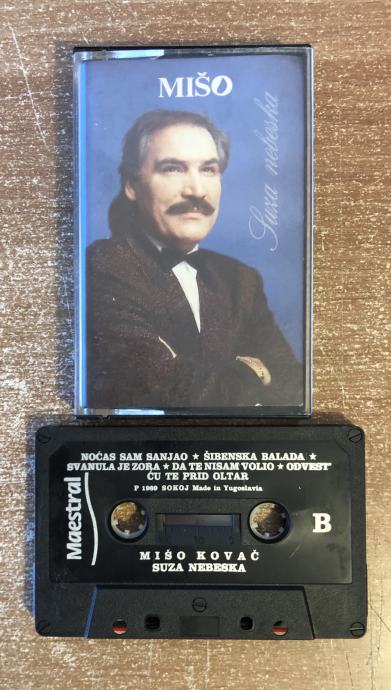 MIŠO
Suza nebeska
NOĆAS SAM SANJAO ★ ŠIBENSKA BALADA ★
SVANULA JE ZORA ★ DA TE NISAM VOLIO ★ ODVEST'
ĆU TE PRID OLTAR
P 1989 SOKOJ Made in Yugoslavia
Maestral
B
MIŠO KOVAČ
SUZA NEBESKA